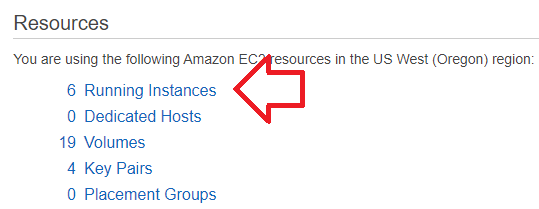 Resources
You are using the following Amazon EC2 resources in the US West (Oregon) region:
6 Running Instances
0 Dedicated Hosts
19 Volumes
4 Key Pairs
0 Placement Groups